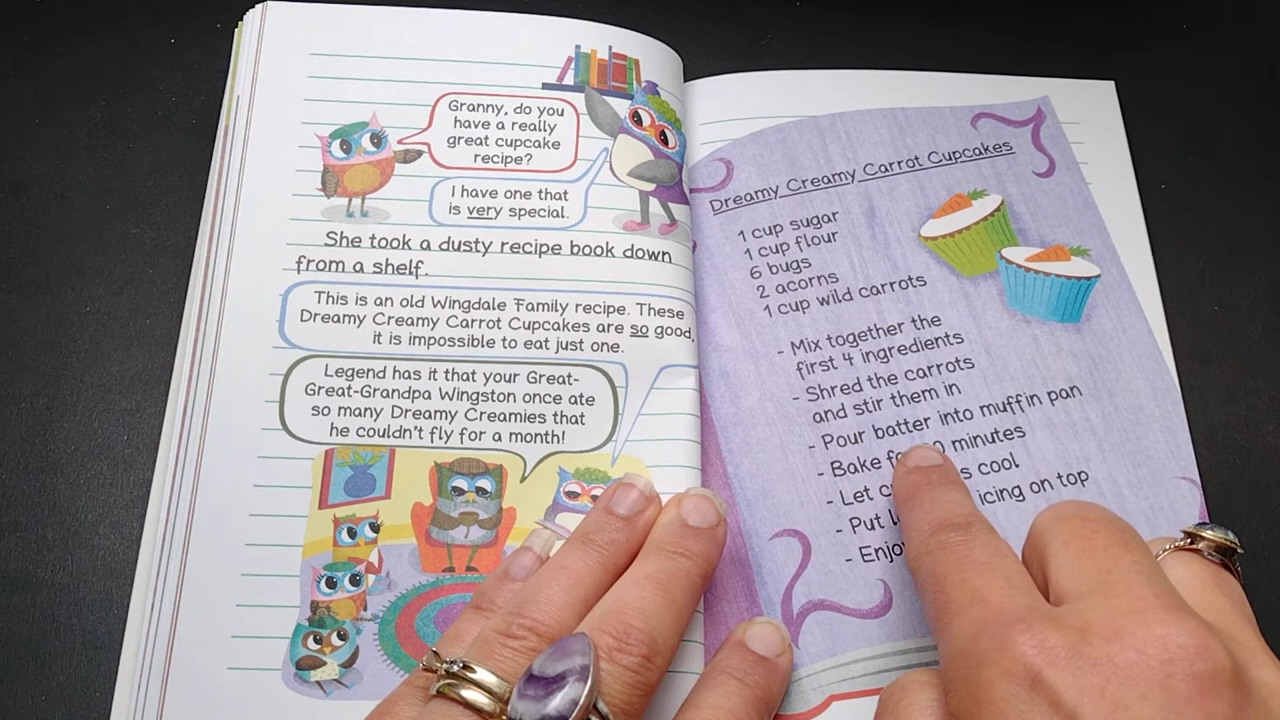 Granny, do you
have a really
great cupcake
recipe?
I have one that
is very special.
She took a dusty recipe book down
from a shelf.
This is an old Wingdale Family recipe. These
Dreamy Creamy Carrot Cupcakes are so good,
it is impossible to eat just one.
Legend has it that your Great-
Great-Grandpa Wingston once ate
so many Dreamy Creamies that
he couldn't fly for a month!
Dreamy Creamy Carrot Cupcakes
1 cup sugar
1 cup flour
6 bugs
2 acorns
1 cup wild carrots
- Mix together the
first 4 ingredients
- Shred the carrots
and stir them in
- Pour batter into muffin pan
- Bake minutes
- Let cool
- Put icing on top
- Enjoy